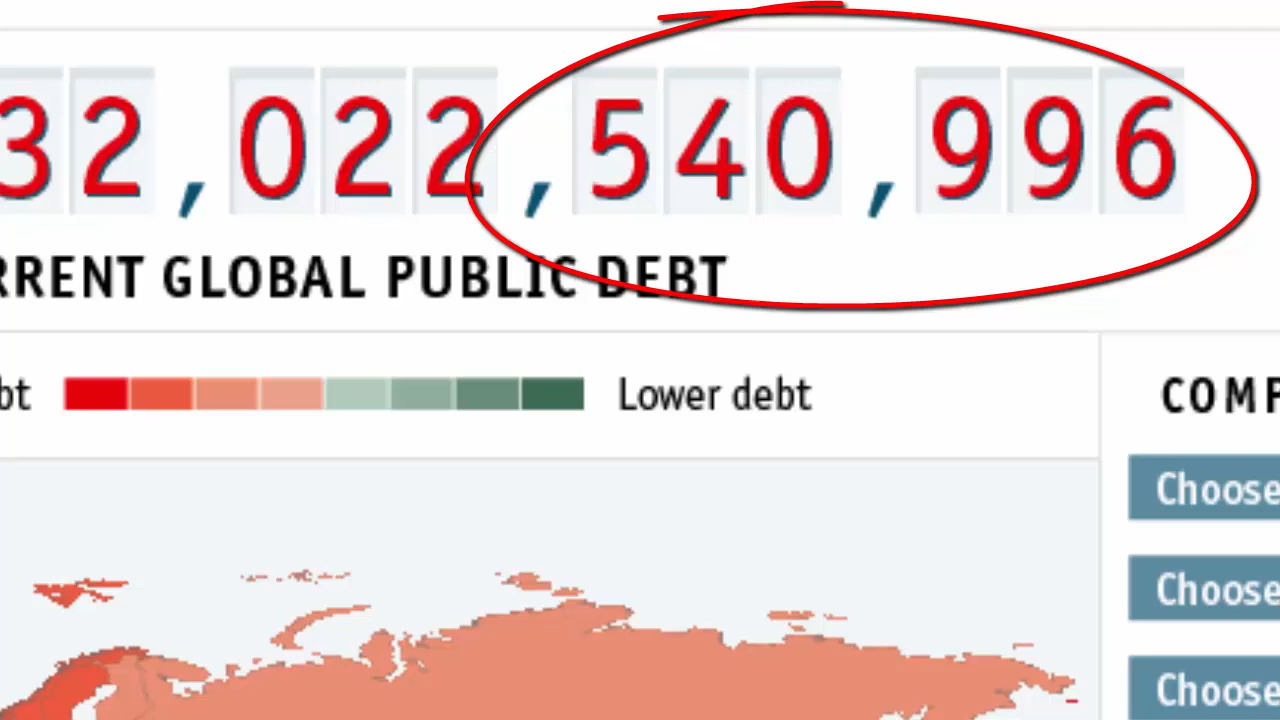 32,022,540,996
RRENT GLOBAL PUBLIC DEBT
bt Lower debt
COMP
Choose
Choose
Choose